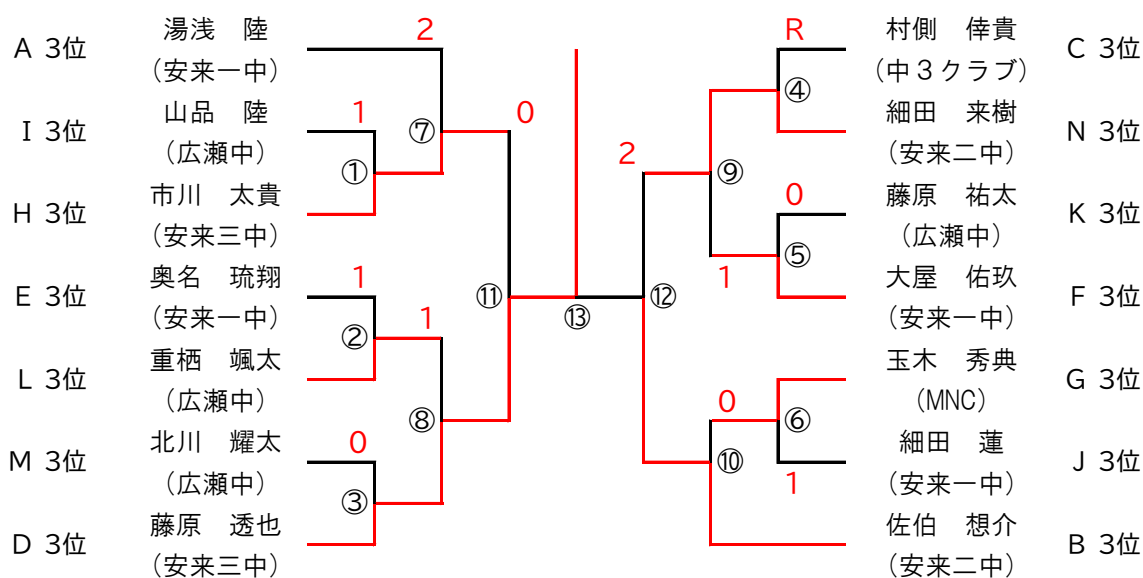 A 3位
湯浅　陸
（安来一中）
2
I 3位
山品　陸
（広瀬中）
1
⑦
0
①
H 3位
市川　太貴
（安来三中）
E 3位
奥名　琉翔
（安来一中）
1
⑪
②
1
L 3位
重栖　颯太
（広瀬中）
⑧
M 3位
北川　耀太
（広瀬中）
0
③
D 3位
藤原　透也
（安来三中）
⑬
R
村側　倖貴
（中３クラブ）
C 3位
④
細田　来樹
（安来二中）
N 3位
2
⑨
0
藤原　祐太
（広瀬中）
K 3位
⑤
1
大屋　佑玖
（安来一中）
F 3位
⑫
玉木　秀典
（MNC）
G 3位
0
⑥
⑩
1
細田　蓮
（安来一中）
J 3位
佐伯　想介
（安来二中）
B 3位